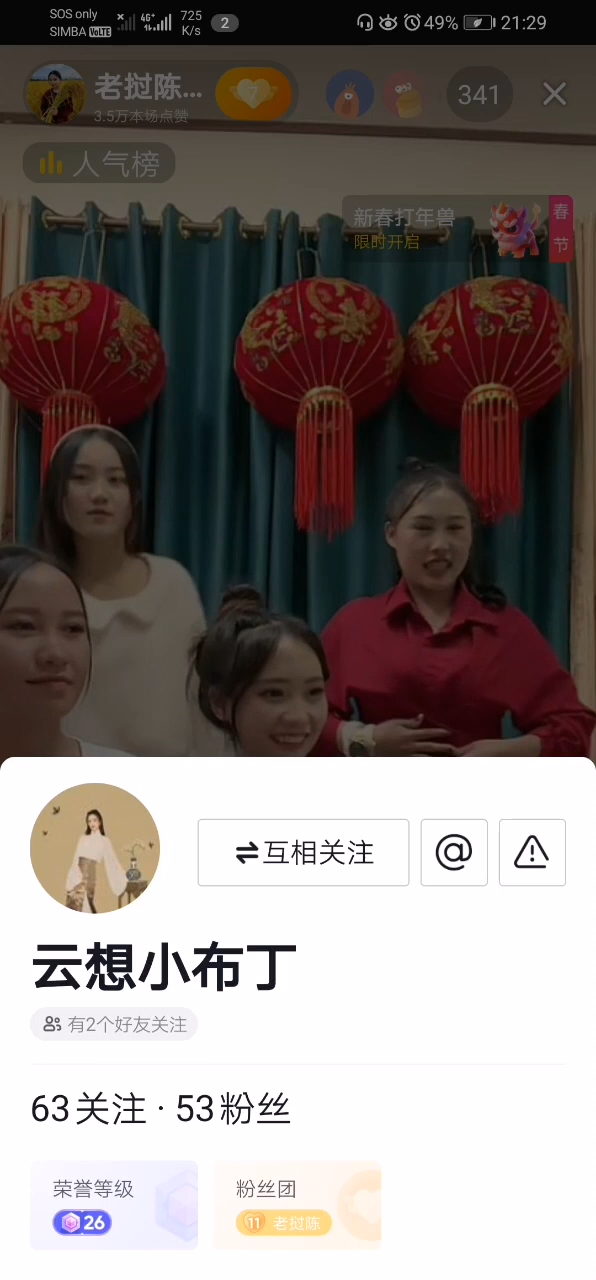 SOS only
SIMBA VoLTE
4G+
725
K/s
2
49%
21:29
老挝陈...
3.5万本场点赞
7
341
人气榜
新春打年兽
限时开启
春节
互相关注
@
云想小布丁
有2个好友关注
63关注 · 53粉丝
荣誉等级
26
粉丝团
11 老挝陈